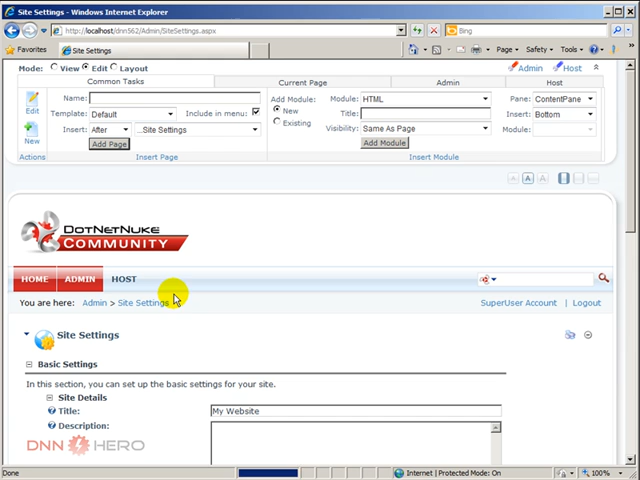 Site Settings - Windows Internet Explorer
http://localhost/dnn562/Admin/SiteSettings.aspx
Bing
Favorites
Site Settings
Page
Safety
Tools
Mode:
View
Edit
Layout
Admin
Host
Common Tasks
Current Page
Admin
Host
Edit
New
Actions
Name:
Template:
Default
Include in menu:
Insert:
After
...Site Settings
Add Page
Insert Page
Add Module:
New
Existing
Module:
HTML
Title:
Visibility:
Same As Page
Add Module
Pane:
ContentPane
Insert:
Bottom
Module:
Insert Module
A
DOTNETNUKE
COMMUNITY
HOME
ADMIN
HOST
You are here:
Admin > Site Settings
SuperUser Account
|
Logout
Site Settings
Basic Settings
In this section, you can set up the basic settings for your site.
Site Details
Title:
My Website
Description:
DNN HERO
Done
Internet | Protected Mode: On
100%